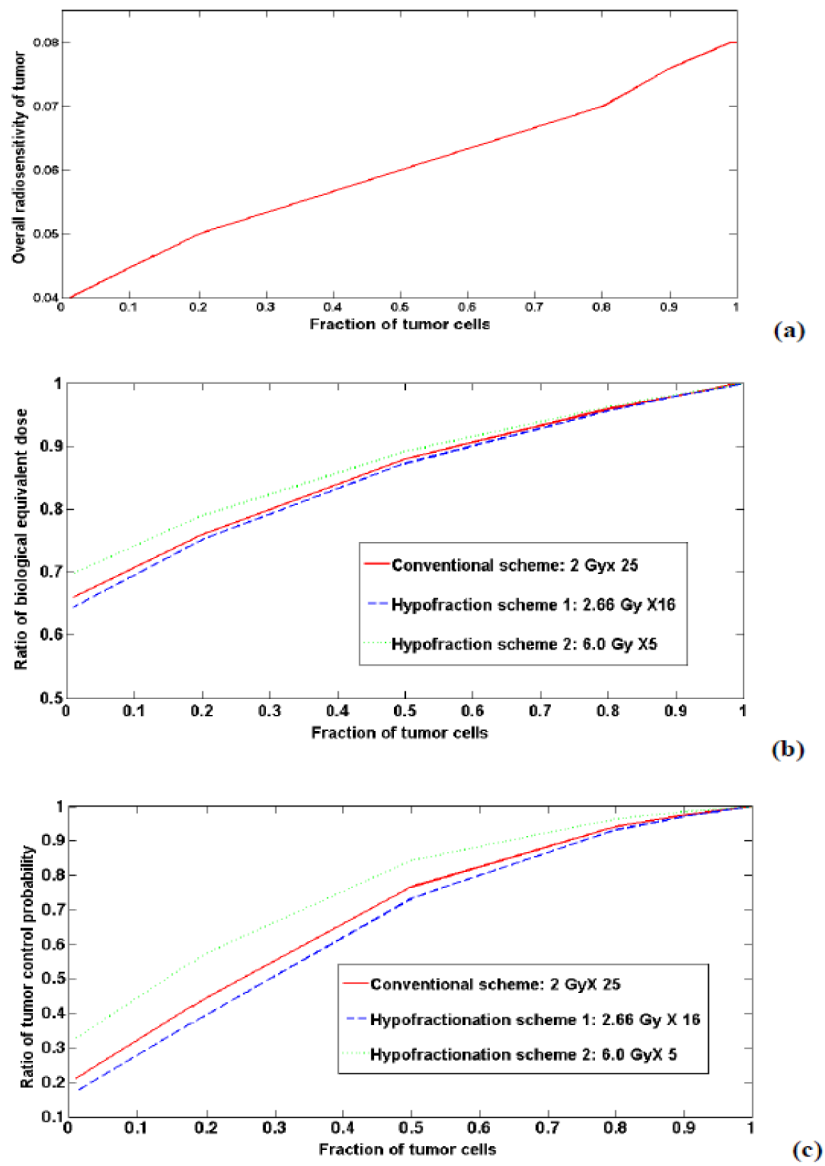 Overall radiosensitivity of tumor
0.08
0.07
0.06
0.05
0.04
0 0.1 0.2 0.3 0.4 0.5 0.6 0.7 0.8 0.9 1
Fraction of tumor cells
(a)
Ratio of biological equivalent dose
1
0.9
0.8
0.7
0.6
0.5
Conventional scheme: 2 Gyx 25
Hypofraction scheme 1: 2.66 Gy X16
Hypofraction scheme 2: 6.0 Gy X5
0 0.1 0.2 0.3 0.4 0.5 0.6 0.7 0.8 0.9 1
Fraction of tumor cells
(b)
Ratio of tumor control probability
1
0.9
0.8
0.7
0.6
0.5
0.4
0.3
0.2
0.1
Conventional scheme: 2 GyX 25
Hypofractionation scheme 1: 2.66 Gy X 16
Hypofractionation scheme 2: 6.0 GyX 5
0 0.1 0.2 0.3 0.4 0.5 0.6 0.7 0.8 0.9 1
Fraction of tumor cells
(c)